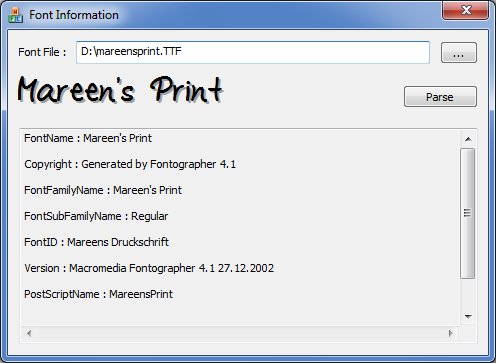 Font Information
Font File : D:\mareensprint.TTF ...
Mareen's Print
Parse
FontName : Mareen's Print
Copyright : Generated by Fontographer 4.1
FontFamilyName : Mareen's Print
FontSubFamilyName : Regular
FontID : Mareens Druckschrift
Version : Macromedia Fontographer 4.1 27.12.2002
PostScriptName : MareensPrint